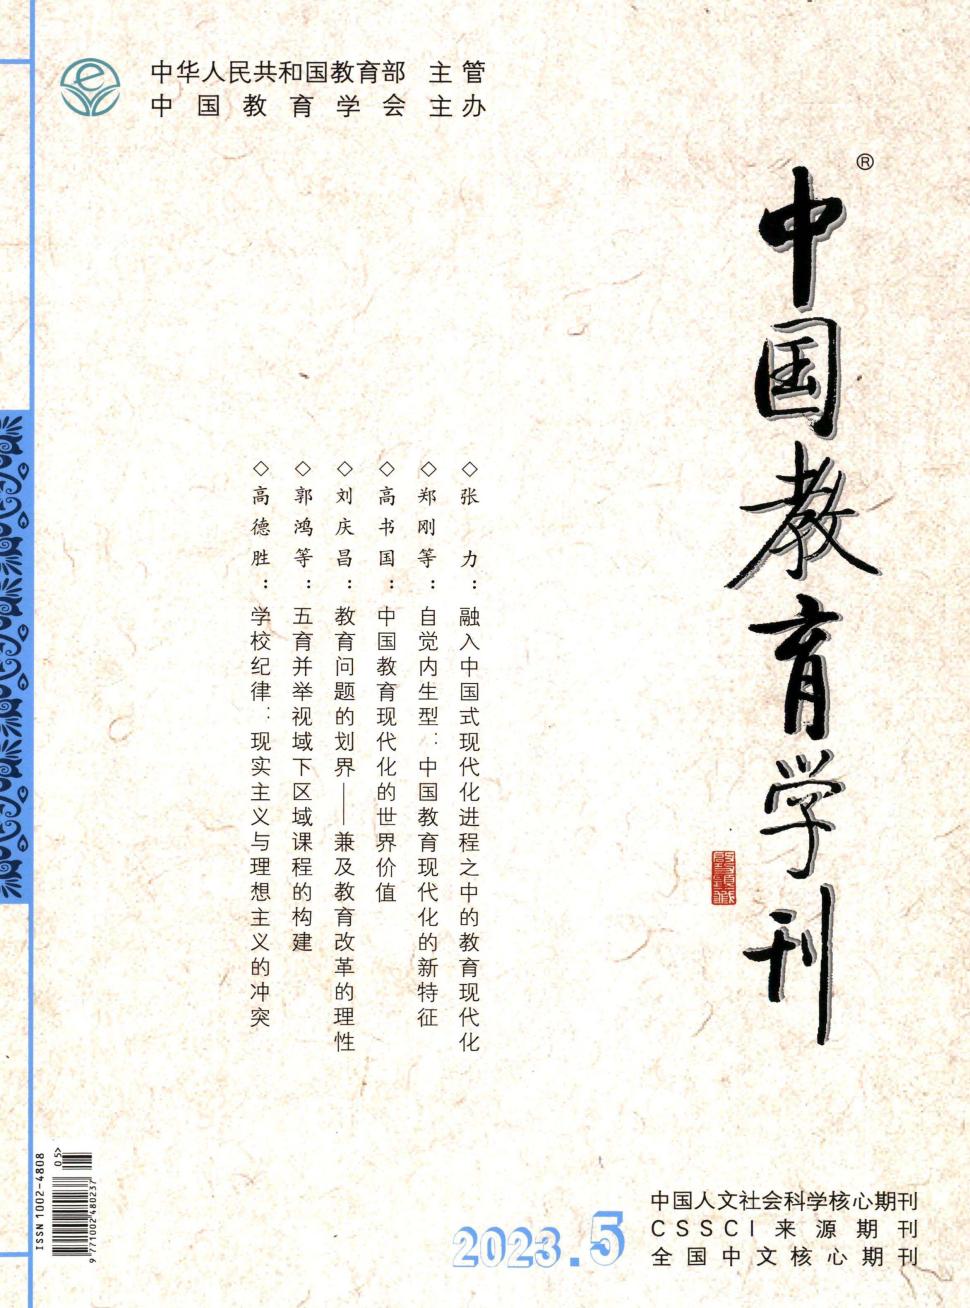 中华人民共和国教育部 主管
中国教育学会主办
®
中国教育学刊
◇张力：融入中国式现代化进程之中的教育现代化
◇郑刚等：自觉内生型：中国教育现代化的新特征
◇高书国：中国教育现代化的世界价值
◇刘庆昌：教育问题的划界——兼及教育改革的理性
◇郭鸿等：五育并举视域下区域课程的构建
◇高德胜：学校纪律：现实主义与理想主义的冲突
ISSN 1002-4808
05>
9 771002 480237
2023.5
中国人文社会科学核心期刊
CSSCI来源期刊
全国中文核心期刊